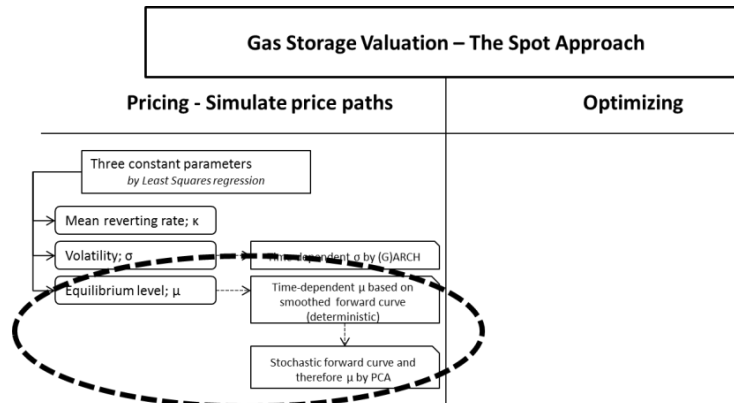 Gas Storage Valuation – The Spot Approach
Pricing - Simulate price paths
Optimizing
Three constant parameters
by Least Squares regression
Mean reverting rate; κ
Volatility; σ
Time-dependent σ by (G)ARCH
Equilibrium level; μ
Time-dependent μ based on
smoothed forward curve
(deterministic)
Stochastic forward curve and
therefore μ by PCA